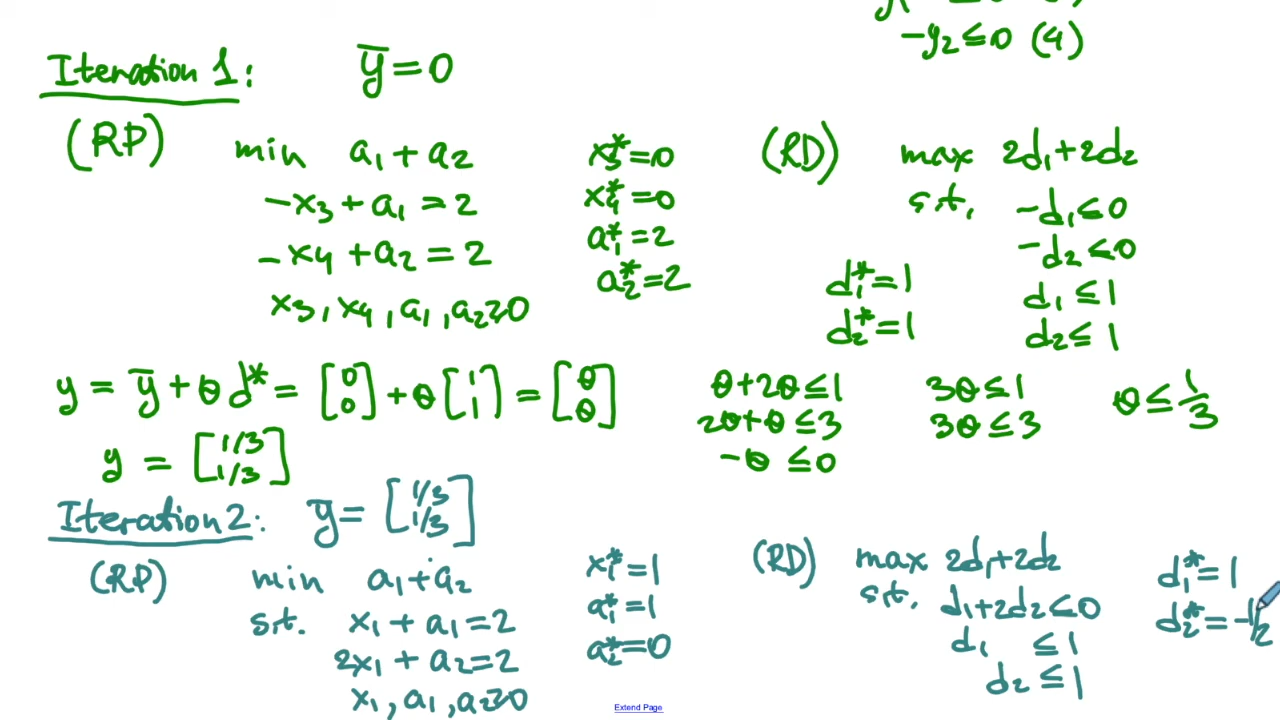 -y₂ ≤ 0 (4)
Iteration 1: ȳ = 0
(RP) min a₁ + a₂
-x₃ + a₁ = 2
-x₄ + a₂ = 2
x₃, x₄, a₁, a₂ ≥ 0
x₃* = 0
x₄* = 0
a₁* = 2
a₂* = 2
(RD) max 2d₁ + 2d₂
s.t. -d₁ ≤ 0
-d₂ ≤ 0
d₁ ≤ 1
d₂ ≤ 1
d₁* = 1
d₂* = 1
y = ȳ + θ d* = [0 0] + θ [1 1] = [θ θ]
θ + 2θ ≤ 1
2θ + θ ≤ 3
-θ ≤ 0
3θ ≤ 1
3θ ≤ 3
θ ≤ 1/3
y = [1/3 1/3]
Iteration 2: ȳ = [1/3 1/3]
(RP) min a₁ + a₂
s.t. x₁ + a₁ = 2
2x₁ + a₂ = 2
x₁, a₁, a₂ ≥ 0
x₁* = 1
a₁* = 1
a₂* = 0
(RD) max 2d₁ + 2d₂
s.t. d₁ + 2d₂ ≤ 0
d₁ ≤ 1
d₂ ≤ 1
d₁* = 1
d₂* = -1/2
Extend Page